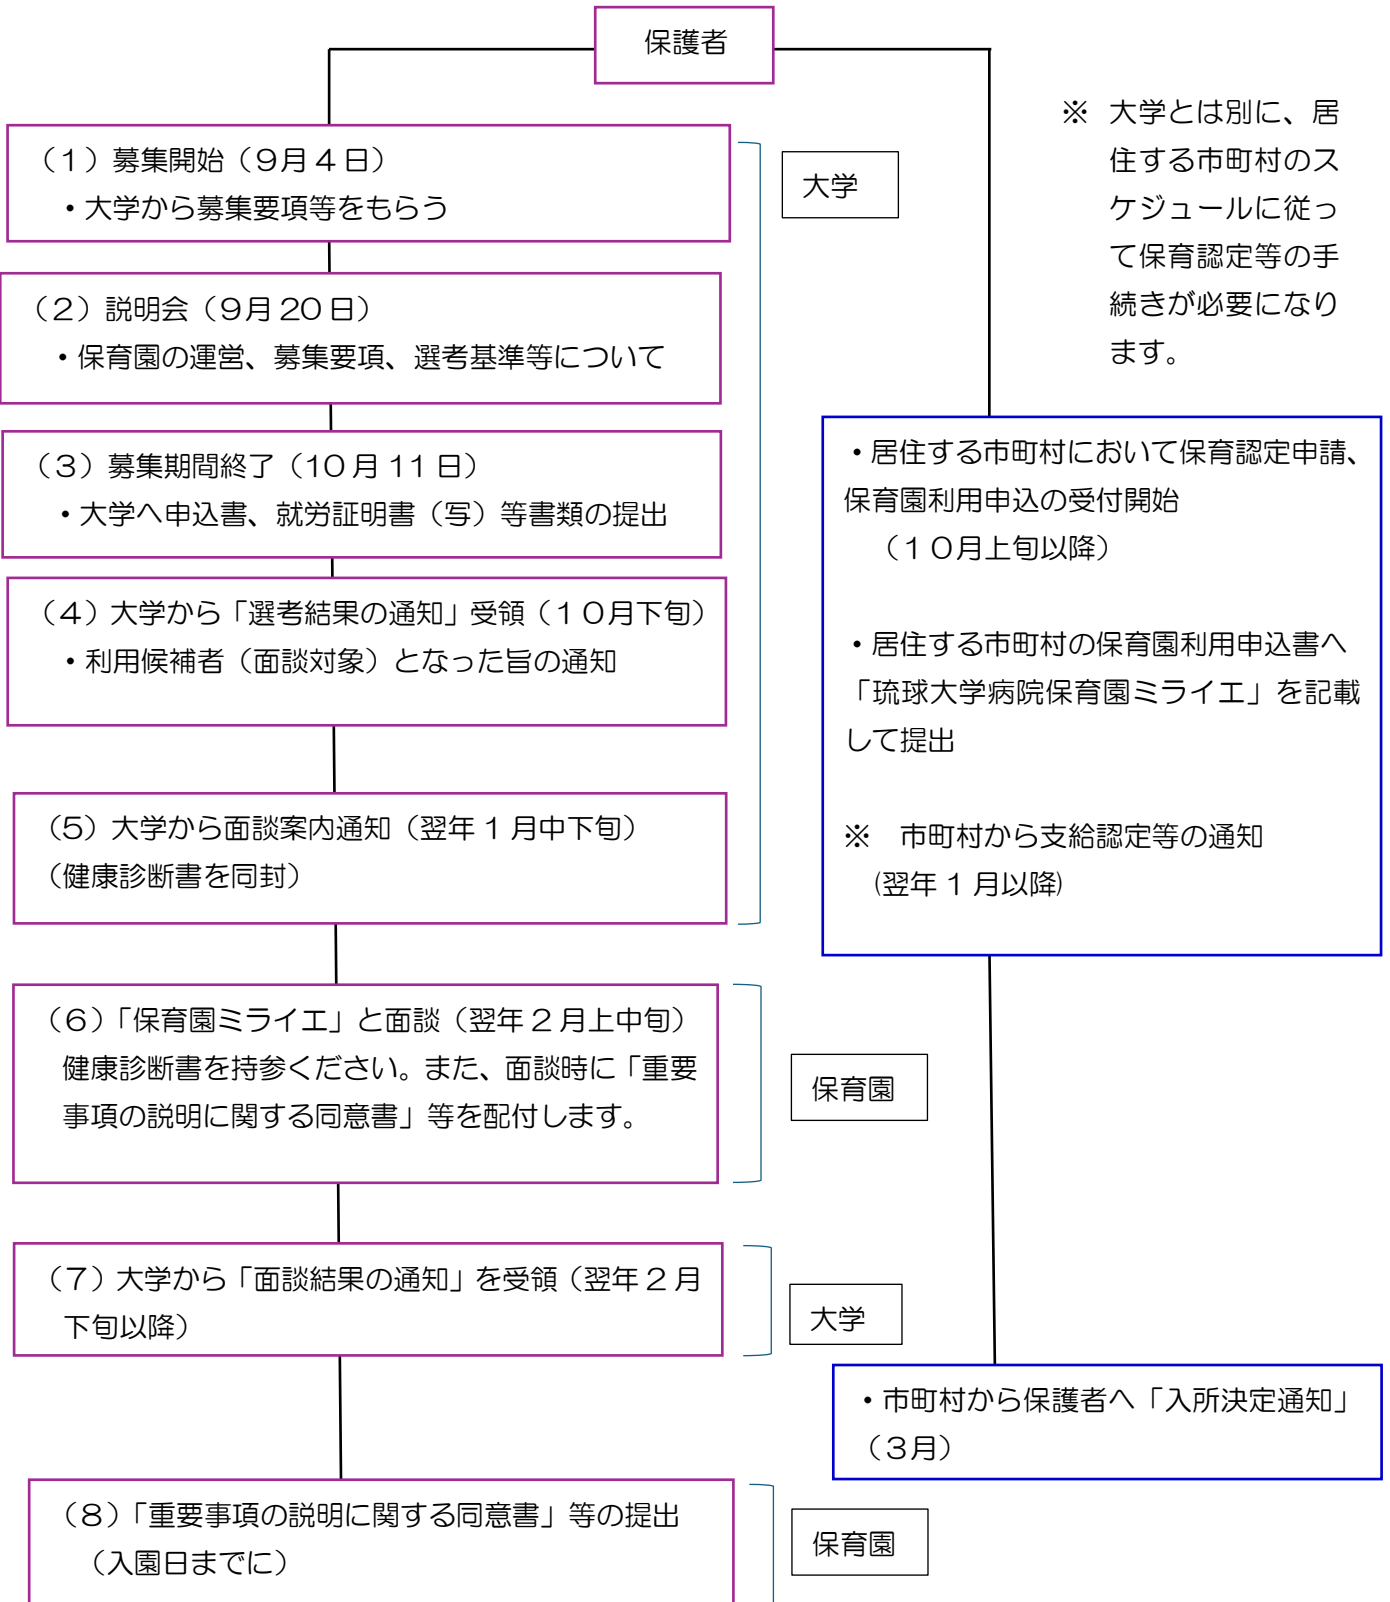 保護者
（1）募集開始（9月4日）
・大学から募集要項等をもらう
大学
（2）説明会（9月20日）
・保育園の運営、募集要項、選考基準等について
（3）募集期間終了（10月11日）
・大学へ申込書、就労証明書（写）等書類の提出
（4）大学から「選考結果の通知」受領（１０月下旬）
・利用候補者（面談対象）となった旨の通知
（5）大学から面談案内通知（翌年1月中下旬）
（健康診断書を同封）
（6）「保育園ミライエ」と面談（翌年2月上中旬）
健康診断書を持参ください。また、面談時に「重要
事項の説明に関する同意書」等を配付します。
保育園
（7）大学から「面談結果の通知」を受領（翌年2月
下旬以降）
大学
（8）「重要事項の説明に関する同意書」等の提出
（入園日までに）
保育園
※ 大学とは別に、居
住する市町村のス
ケジュールに従っ
て保育認定等の手
続きが必要になり
ます。
・居住する市町村において保育認定申請、
保育園利用申込の受付開始
（１０月上旬以降）
・居住する市町村の保育園利用申込書へ
「琉球大学病院保育園ミライエ」を記載
して提出
※　市町村から支給認定等の通知
(翌年1月以降)
・市町村から保護者へ「入所決定通知」
（３月）